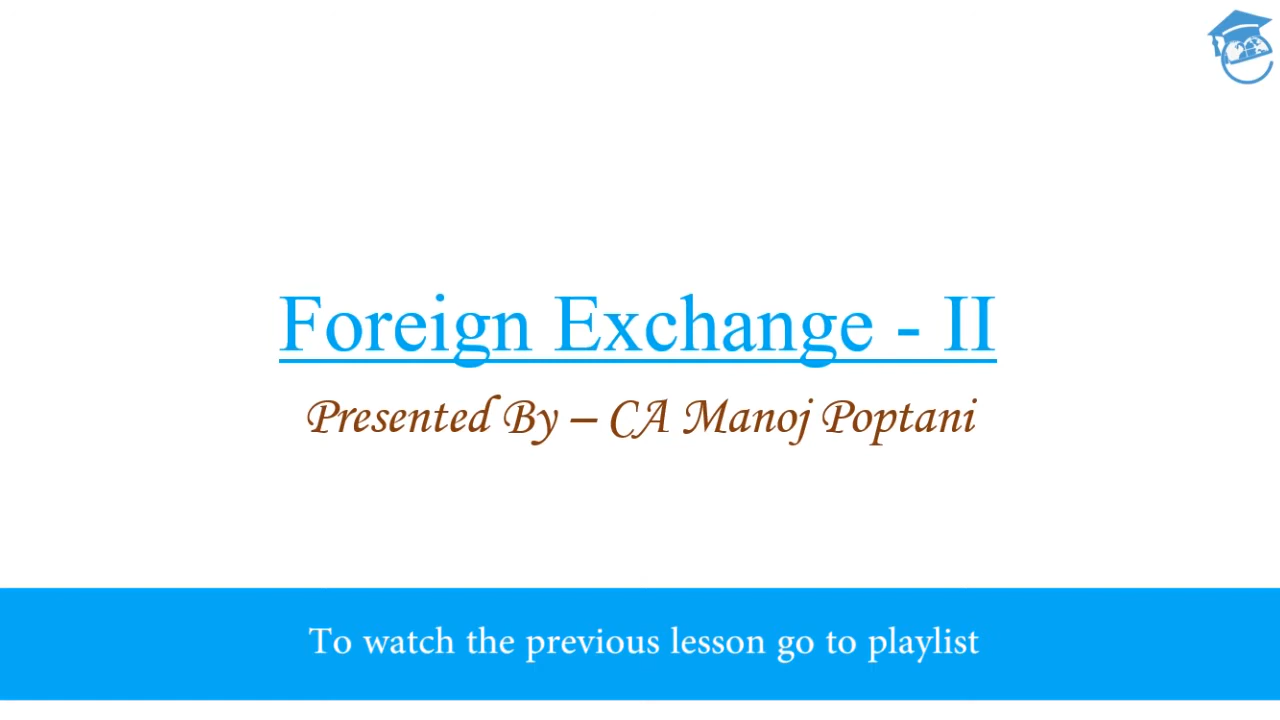 Foreign Exchange - II
Presented By – CA Manoj Poptani
To watch the previous lesson go to playlist